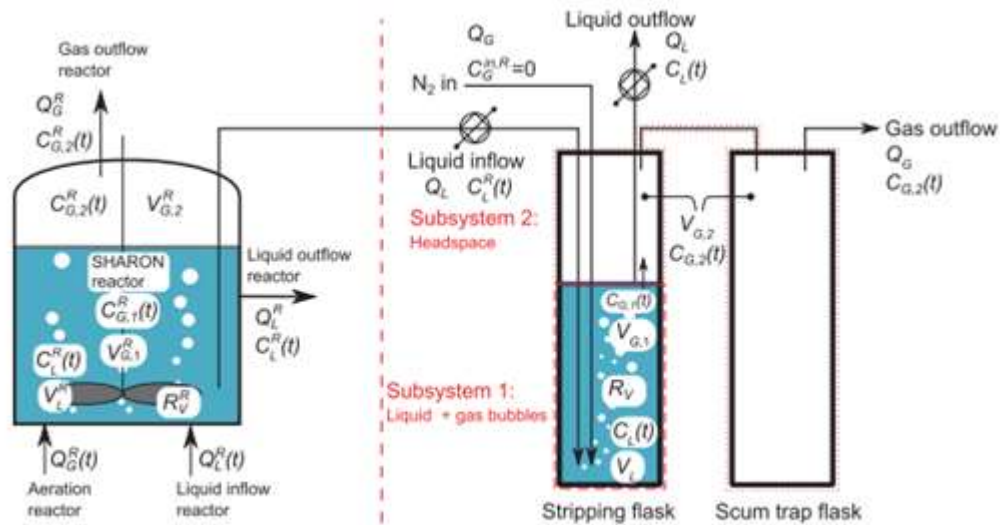 Gas outflow
reactor
Q_G^R
C_{G,2}^R(t)
C_{G,2}^R(t)
V_{G,2}^R
SHARON
reactor
C_{G,1}^R(t)
V_{G,1}^R
C_L^R(t)
V_L^R
R_V^R
Liquid outflow
reactor
Q_L^R
C_L^R(t)
Q_G^R(t)
Aeration
reactor
Q_L^R(t)
Liquid inflow
reactor
Q_G
C_G^{in,R}=0
N_2 in
Liquid inflow
Q_L C_L^R(t)
Subsystem 2:
Headspace
Subsystem 1:
Liquid + gas bubbles
Liquid outflow
Q_L
C_L(t)
Gas outflow
Q_G
C_{G,2}(t)
V_{G,2}
C_{G,2}(t)
C_{G,1}(t)
V_{G,1}
R_V
C_L(t)
V_L
Stripping flask
Scum trap flask